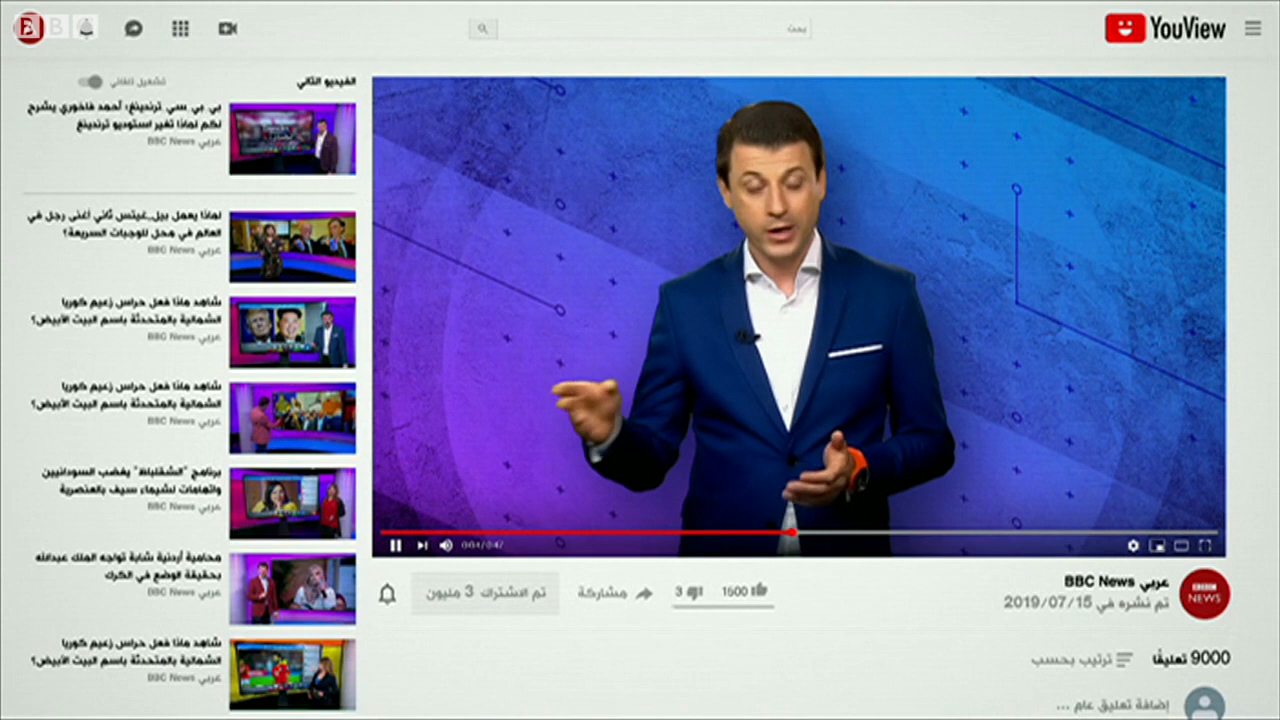 YouView
بحث
BBC
الفيديو التالي
تشغيل تلقائي
بي بي سي ترندينغ: أحمد فاخوري يشرح
لكم لماذا تغير استوديو ترندينغ
عربي BBC News
لماذا يعمل بيل غيتس ثاني أغنى رجل في
العالم في محل للوجبات السريعة؟
عربي BBC News
شاهد ماذا فعل حراس زعيم كوريا
الشمالية بالمتحدثة باسم البيت الأبيض؟
عربي BBC News
شاهد ماذا فعل حراس زعيم كوريا
الشمالية بالمتحدثة باسم البيت الأبيض؟
عربي BBC News
برنامج "الشقلباظ" يغضب السودانيين
واتهامات لشيماء سيف بالعنصرية
عربي BBC News
محامية أردنية شابة تواجه الملك عبدالله
بحقيقة الوضع في الكرك
عربي BBC News
شاهد ماذا فعل حراس زعيم كوريا
الشمالية بالمتحدثة باسم البيت الأبيض؟
عربي BBC News
عربي BBC News
تم نشره في 2019/07/15
BBC
NEWS
1500
3
مشاركة
تم الاشتراك 3 مليون
9000 تعليقًا
ترتيب بحسب
إضافة تعليق عام ...